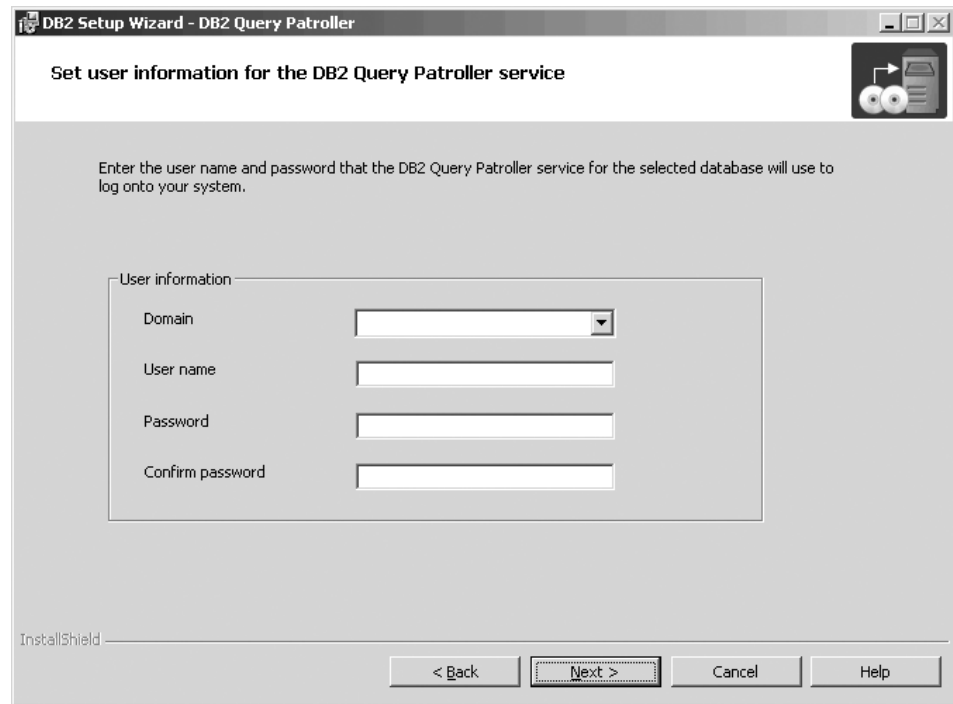 DB2 Setup Wizard - DB2 Query Patroller
Set user information for the DB2 Query Patroller service
Enter the user name and password that the DB2 Query Patroller service for the selected database will use to
log onto your system.
User information
Domain
User name
Password
Confirm password
InstallShield
< Back
Next >
Cancel
Help